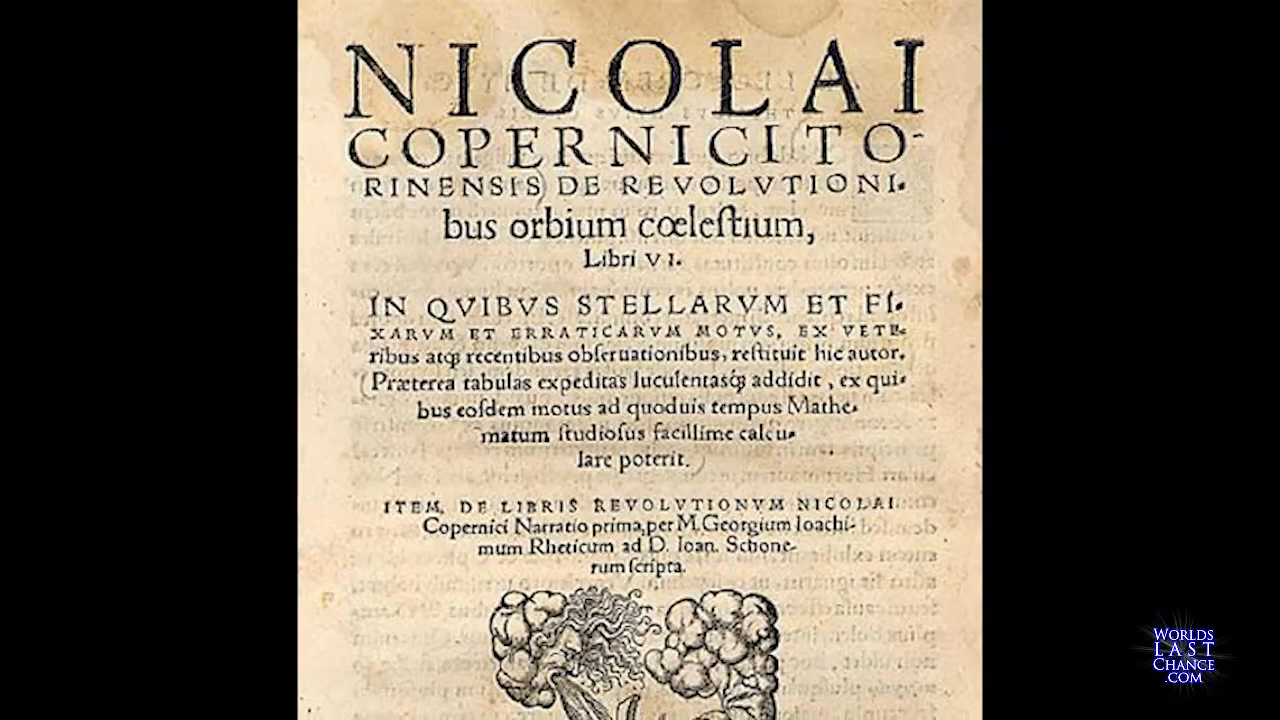 NICOLAI
COPERNICI TO-
RINENSIS DE REVOLVTIONI-
bus orbium cœleſtium,
Libri VI.
IN QVIBVS STELLARVM ET FI-
XARVM ET ERRATICARVM MOTVS, EX VETE-
ribus atq; recentibus obſeruationibus, reſtituit hic autor.
Præterea tabulas expeditas luculentasq; addidit, ex qui-
bus eoſdem motus ad quoduis tempus Mathe-
matum ſtudioſus facillime calcu-
lare poterit.
ITEM, DE LIBRIS REVOLVTIONVM NICOLAI
Copernici Narratio prima, per M. Georgium Ioachi-
mum Rheticum ad D. Ioan. Schone-
rum ſcripta.
WORLDS
LAST
CHANCE
.COM